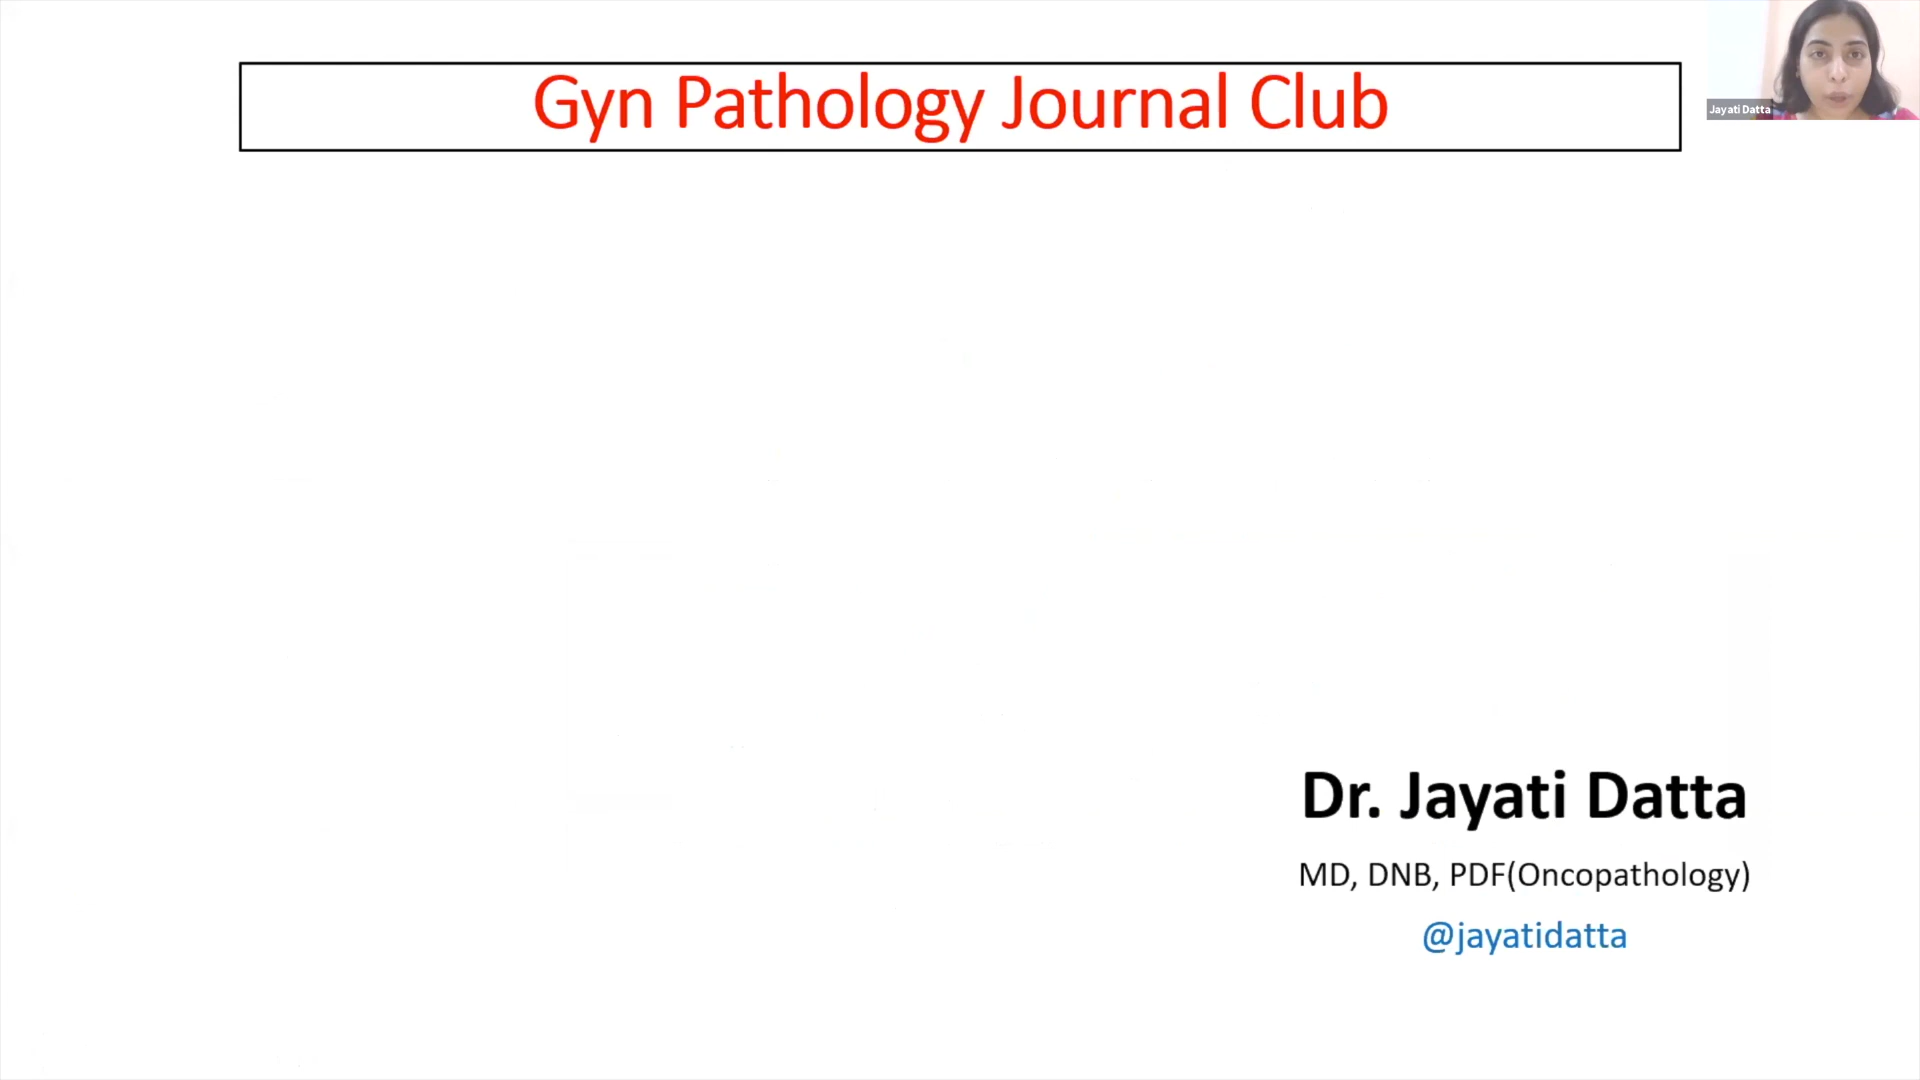 Gyn Pathology Journal Club
Jayati Datta
Dr. Jayati Datta
MD, DNB, PDF(Oncopathology)
@jayatidatta